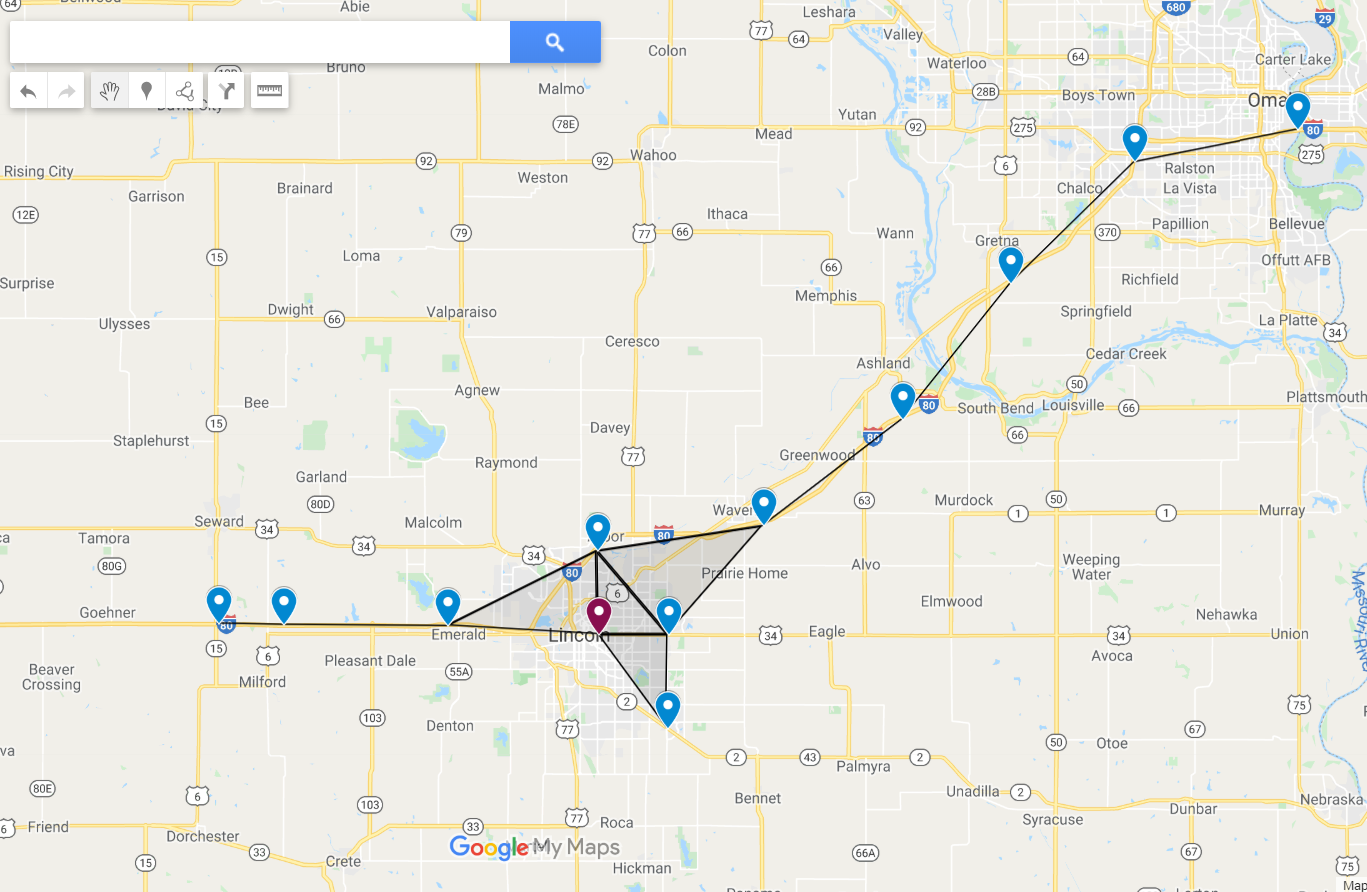 64
Bellwood
Abie
Leshara
680
29
77
64
Valley
Colon
64
Waterloo
Carter Lake
Bruno
Malmo
28B
Boys Town
Oma
David City
Yutan
78E
92
275
80
Mead
275
92
92
Wahoo
6
Rising City
Weston
Ralston
Garrison
Brainard
Chalco
La Vista
12E
Ithaca
77
66
Wann
370
Papillion
Bellevue
79
Gretna
15
Loma
66
Offutt AFB
Surprise
Richfield
Memphis
Dwight
66
Valparaiso
Springfield
Ulysses
La Platte
34
Ceresco
Cedar Creek
Ashland
50
Agnew
Bee
80
South Bend
Louisville
66
Plattsmouth
15
Davey
80
66
Staplehurst
77
Greenwood
Raymond
Garland
80D
63
Murdock
50
Seward
34
Malcolm
Waver
1
1
Murray
Tamora
34
34
80
80G
80
Prairie Home
Alvo
Weeping
Water
6
Elmwood
Goehner
80
Nehawka
Emerald
Lincoln
34
Eagle
34
Union
15
6
Avoca
Pleasant Dale
55A
Beaver
Crossing
Milford
Missouri River
2
75
103
Denton
77
67
50
Otoe
2
43
2
Palmyra
80E
6
103
Bennet
Unadilla
2
Nebraska
Dunbar
6
Friend
33
77
Roca
Syracuse
Dorchester
Google My Maps
15
33
Crete
66A
67
Hickman
75
Map